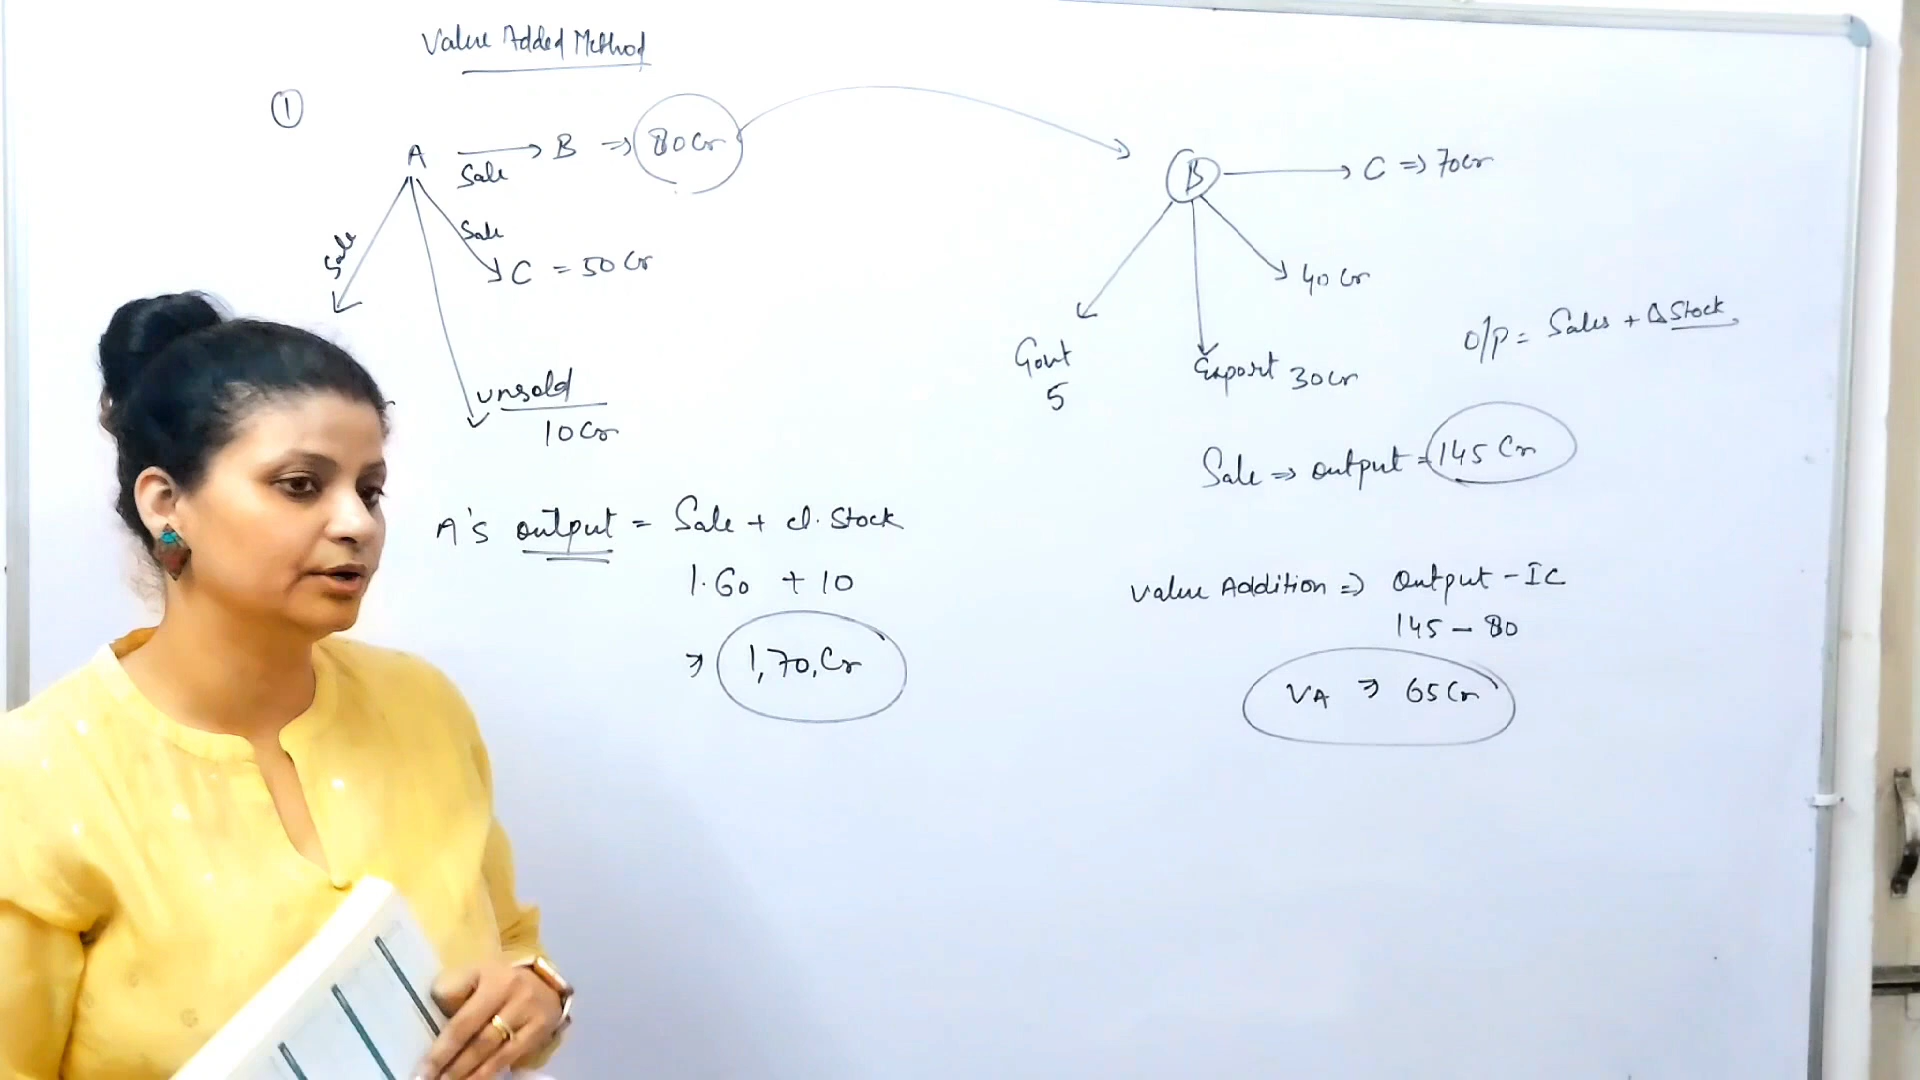 Value Added Method
1
A Sale B ⇒ 80 Cr
Sale
Sale
C = 50 Cr
unsold
10 Cr
A's output = Sale + cl. Stock
1.60 + 10
⇒ 1,70, Cr
B C ⇒ 70 Cr
40 Cr
Export 30 Cr
Govt
5
O/P = Sales + Δ Stock
Sale ⇒ output = 145 Cr
Value Addition ⇒ Output - IC
145 - 80
VA ⇒ 65 Cr